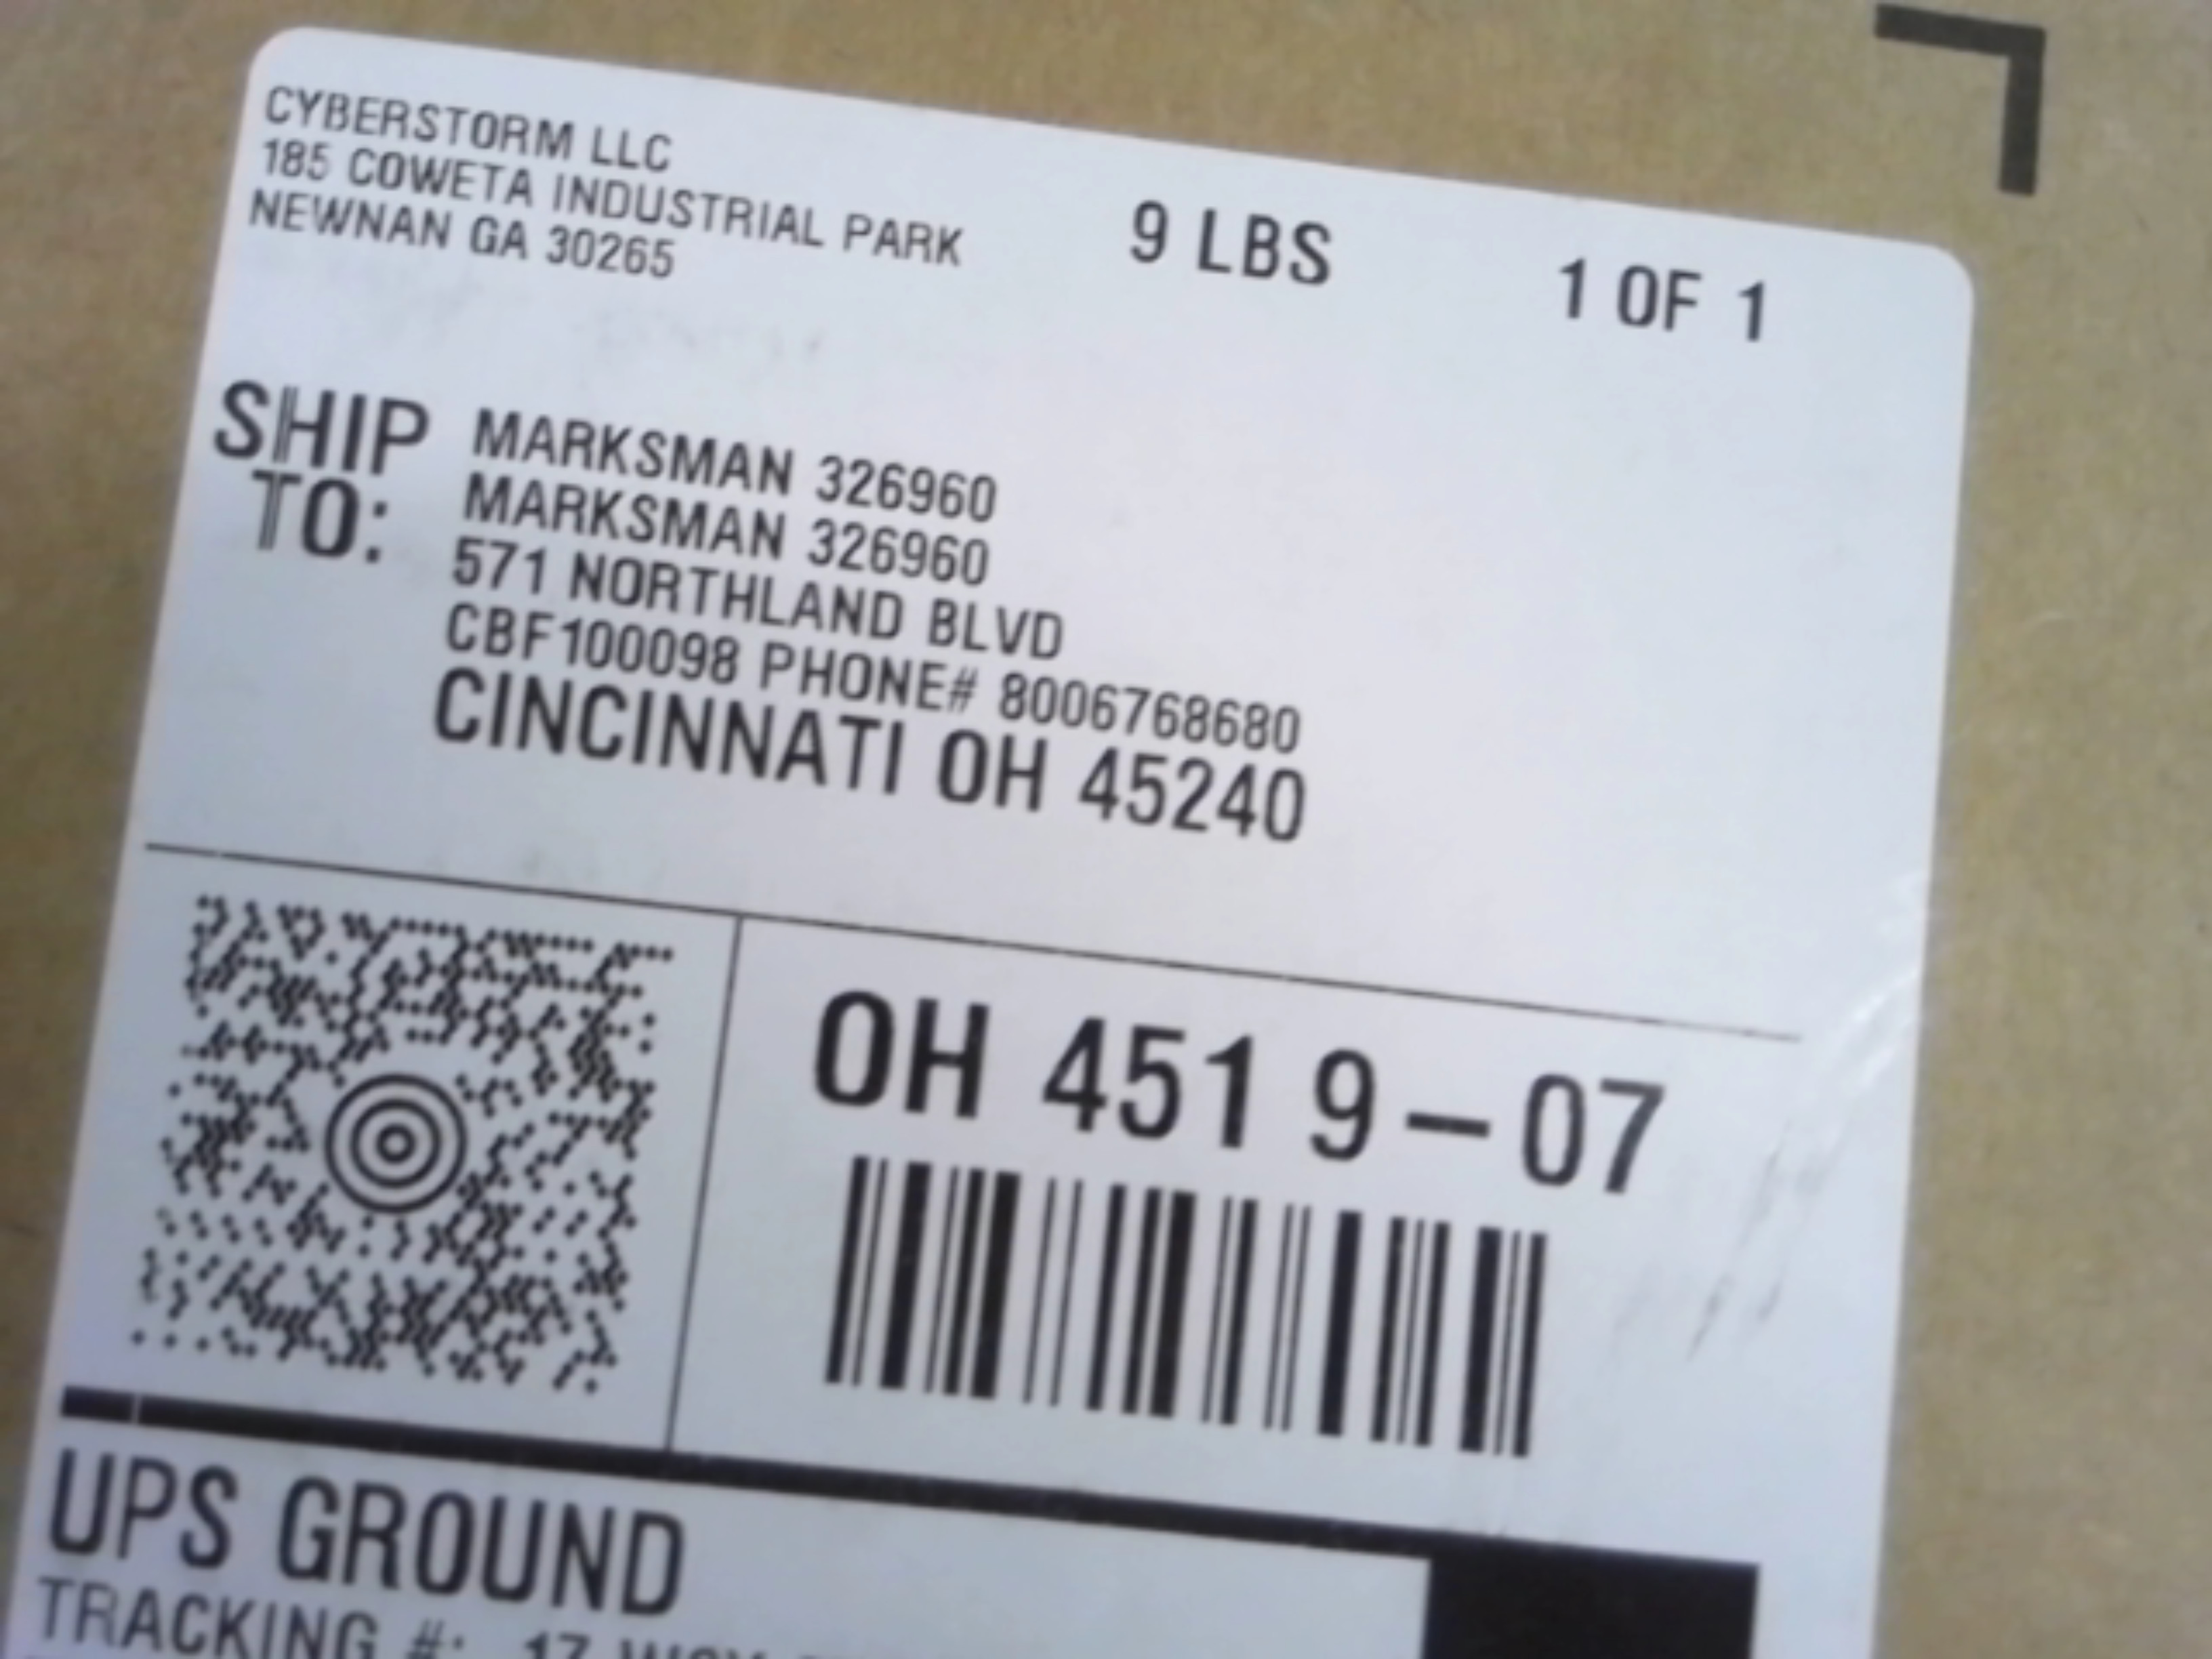 CYBERSTORM LLC
185 COWETA INDUSTRIAL PARK
NEWNAN GA 30265
9 LBS
1 OF 1
SHIP TO:
MARKSMAN 326960
MARKSMAN 326960
571 NORTHLAND BLVD
CBF100098 PHONE# 8006768680
CINCINNATI OH 45240
OH 451 9-07
UPS GROUND
TRACKING #: